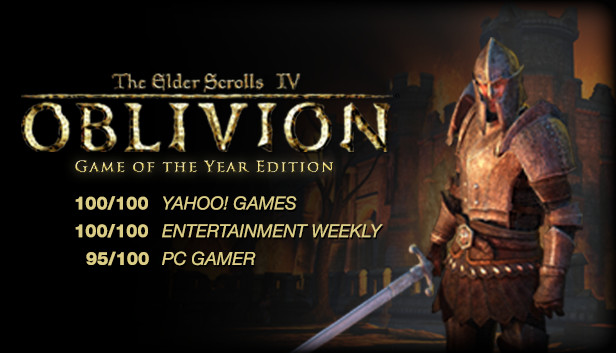 The Elder Scrolls IV
OBLIVION
GAME OF THE YEAR EDITION
100/100 YAHOO! GAMES
100/100 ENTERTAINMENT WEEKLY
95/100 PC GAMER